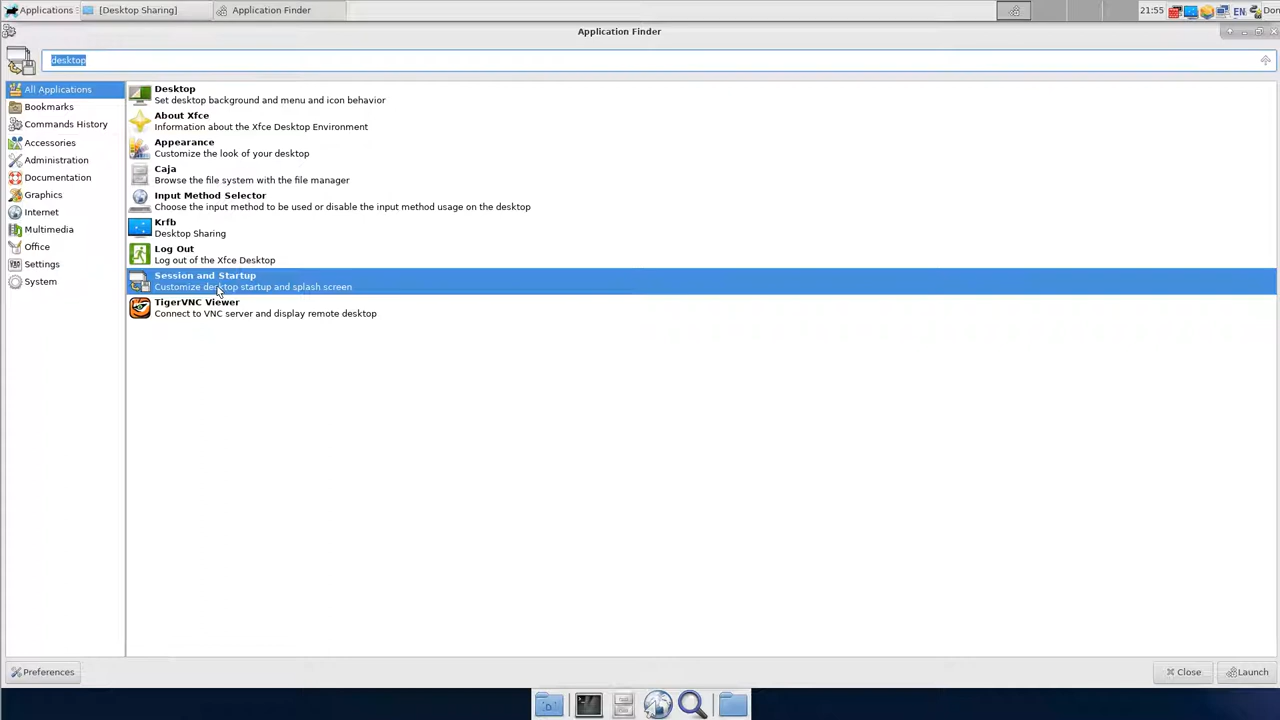 Applications [Desktop Sharing] Application Finder 21:55 EN Don
Application Finder
desktop
All Applications
Bookmarks
Commands History
Accessories
Administration
Documentation
Graphics
Internet
Multimedia
Office
Settings
System
Desktop
Set desktop background and menu and icon behavior
About Xfce
Information about the Xfce Desktop Environment
Appearance
Customize the look of your desktop
Caja
Browse the file system with the file manager
Input Method Selector
Choose the input method to be used or disable the input method usage on the desktop
Krfb
Desktop Sharing
Log Out
Log out of the Xfce Desktop
Session and Startup
Customize desktop startup and splash screen
TigerVNC Viewer
Connect to VNC server and display remote desktop
Preferences Close Launch